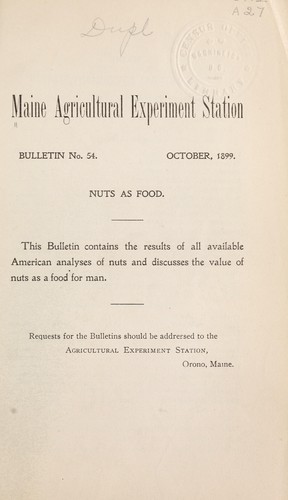 A27
Dupl
Maine Agricultural Experiment Station
BULLETIN No. 54. OCTOBER, 1899.
NUTS AS FOOD.
This Bulletin contains the results of all available
American analyses of nuts and discusses the value of
nuts as a food for man.
Requests for the Bulletins should be addressed to the
AGRICULTURAL EXPERIMENT STATION,
Orono, Maine.